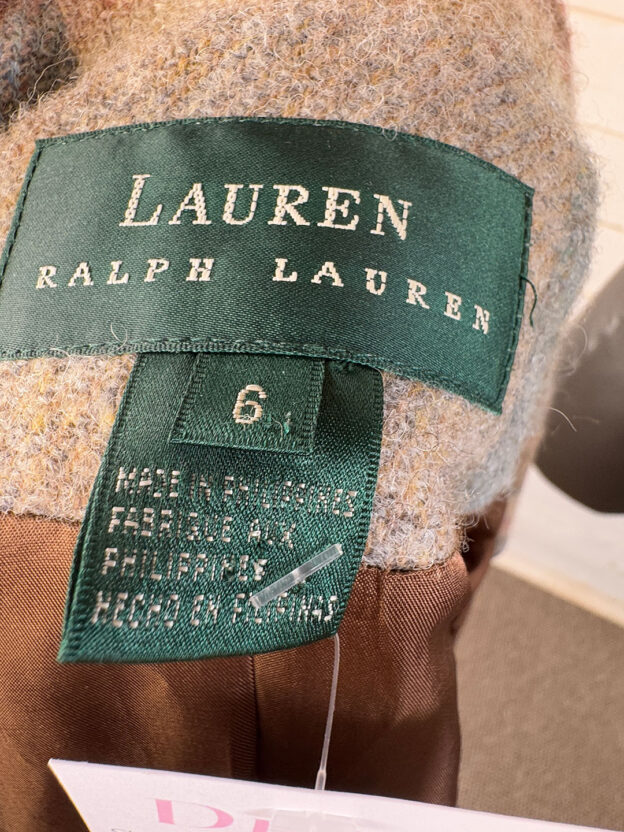 LAUREN
RALPH LAUREN
6
MADE IN PHILIPPINES
FABRIQUE AUX
PHILIPPINES
HECHO EN FILIPINAS